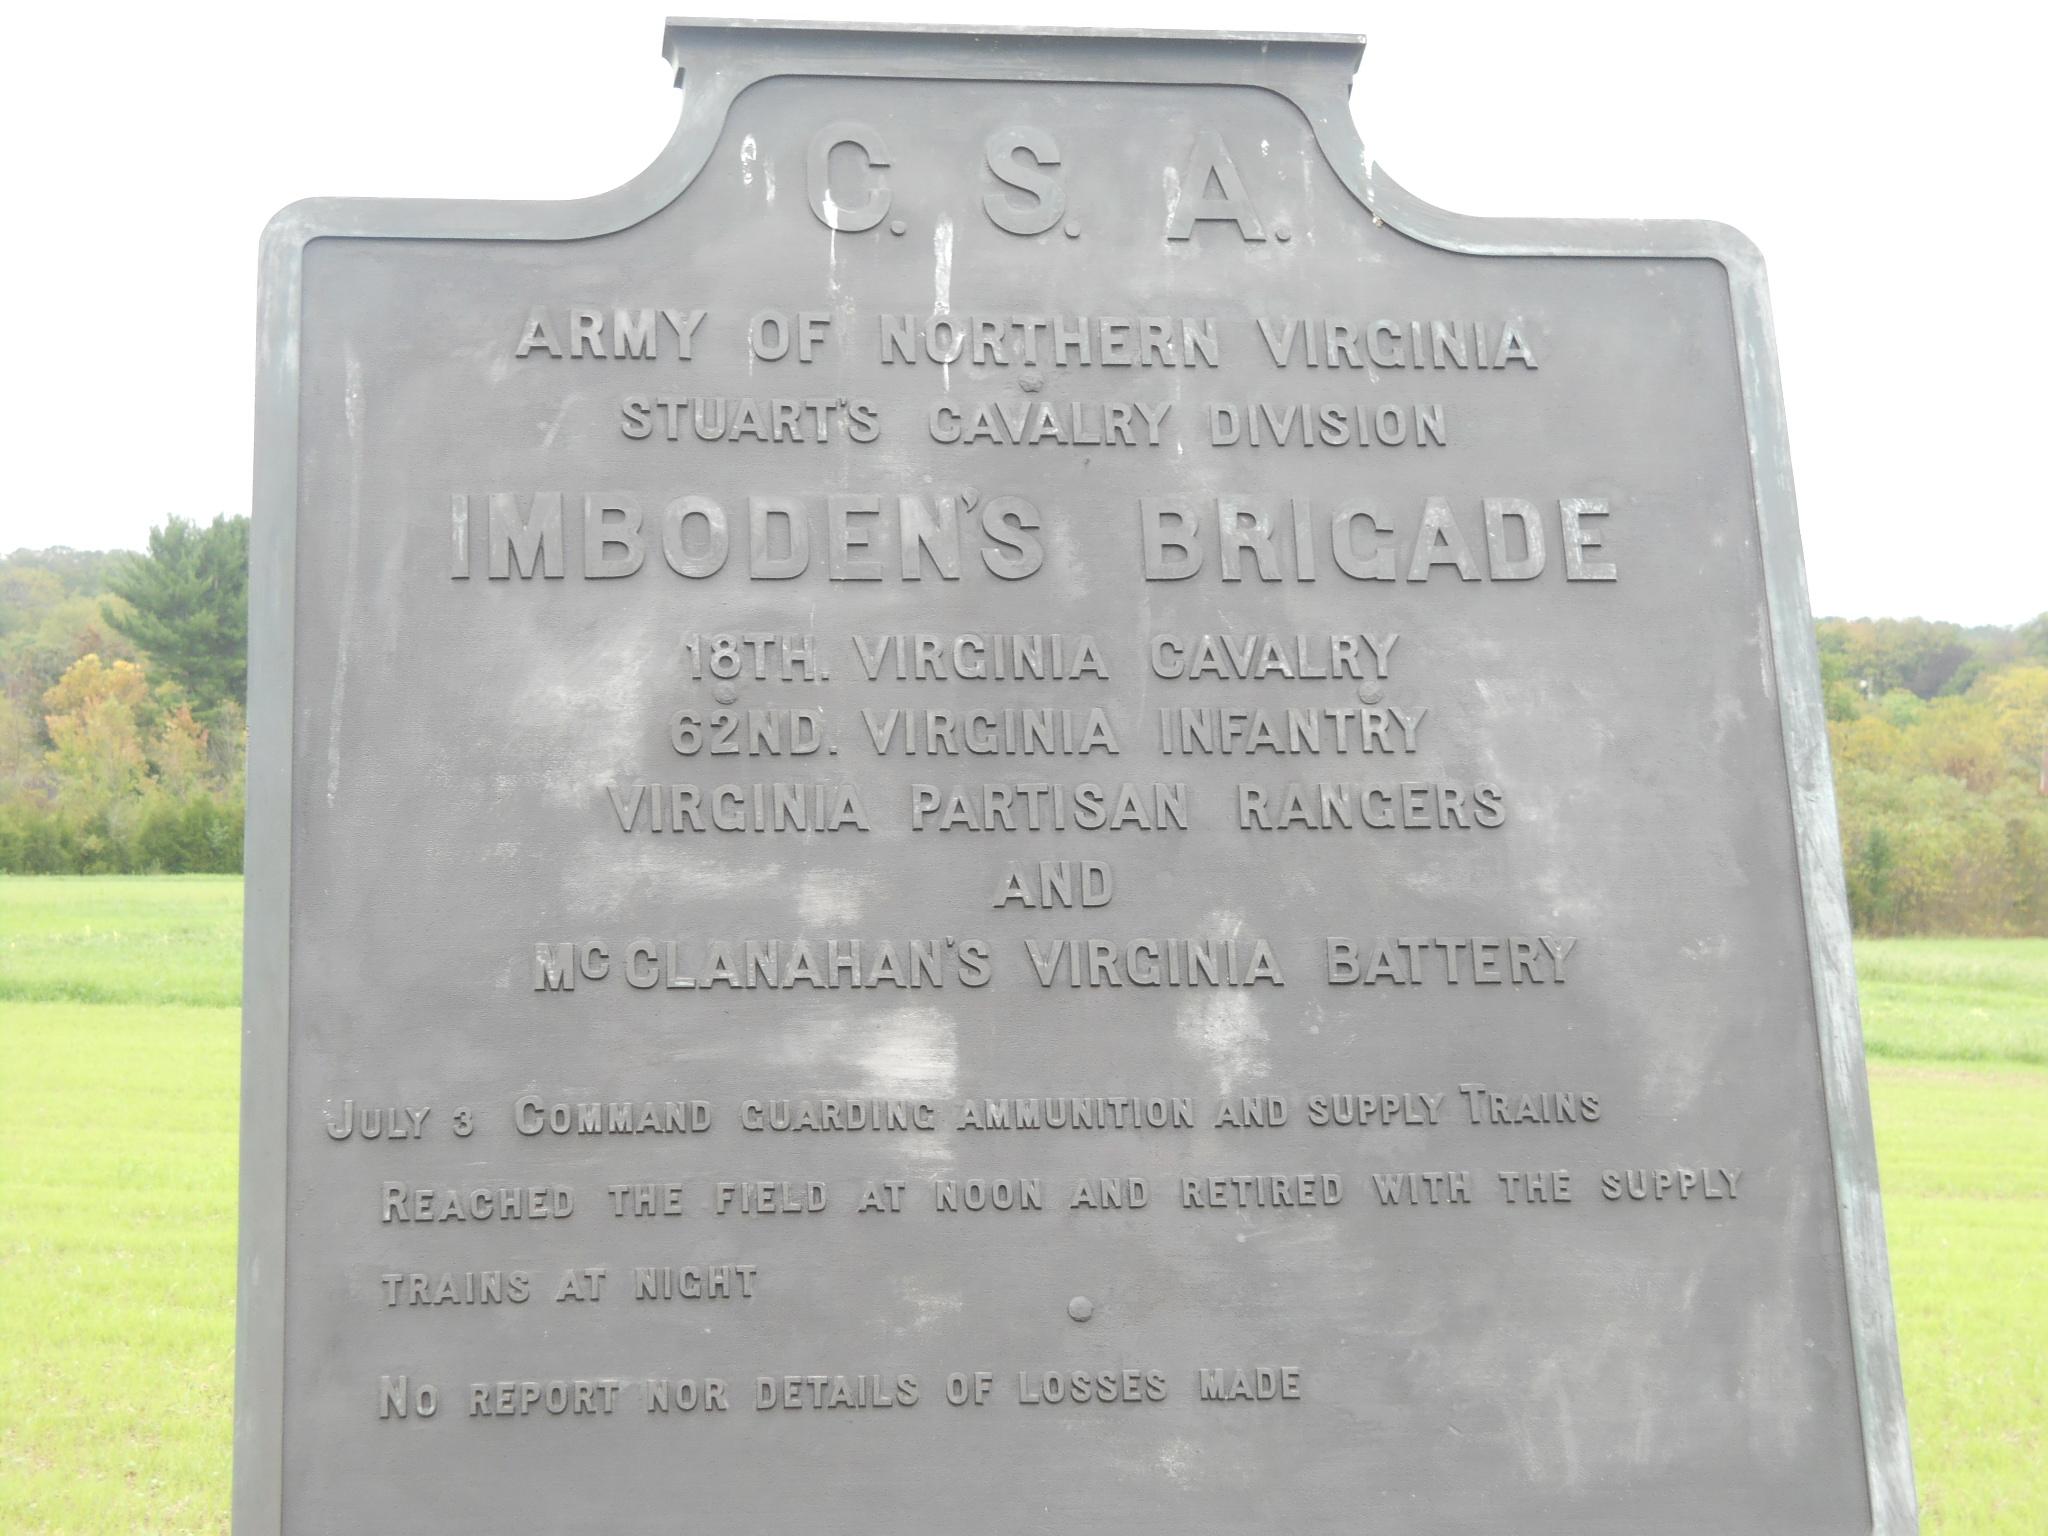 C. S. A.
ARMY OF NORTHERN VIRGINIA
STUART'S CAVALRY DIVISION
IMBODEN'S BRIGADE
18TH. VIRGINIA CAVALRY
62ND. VIRGINIA INFANTRY
VIRGINIA PARTISAN RANGERS
AND
McCLANAHAN'S VIRGINIA BATTERY
JULY 3 COMMAND GUARDING AMMUNITION AND SUPPLY TRAINS
REACHED THE FIELD AT NOON AND RETIRED WITH THE SUPPLY
TRAINS AT NIGHT
NO REPORT NOR DETAILS OF LOSSES MADE